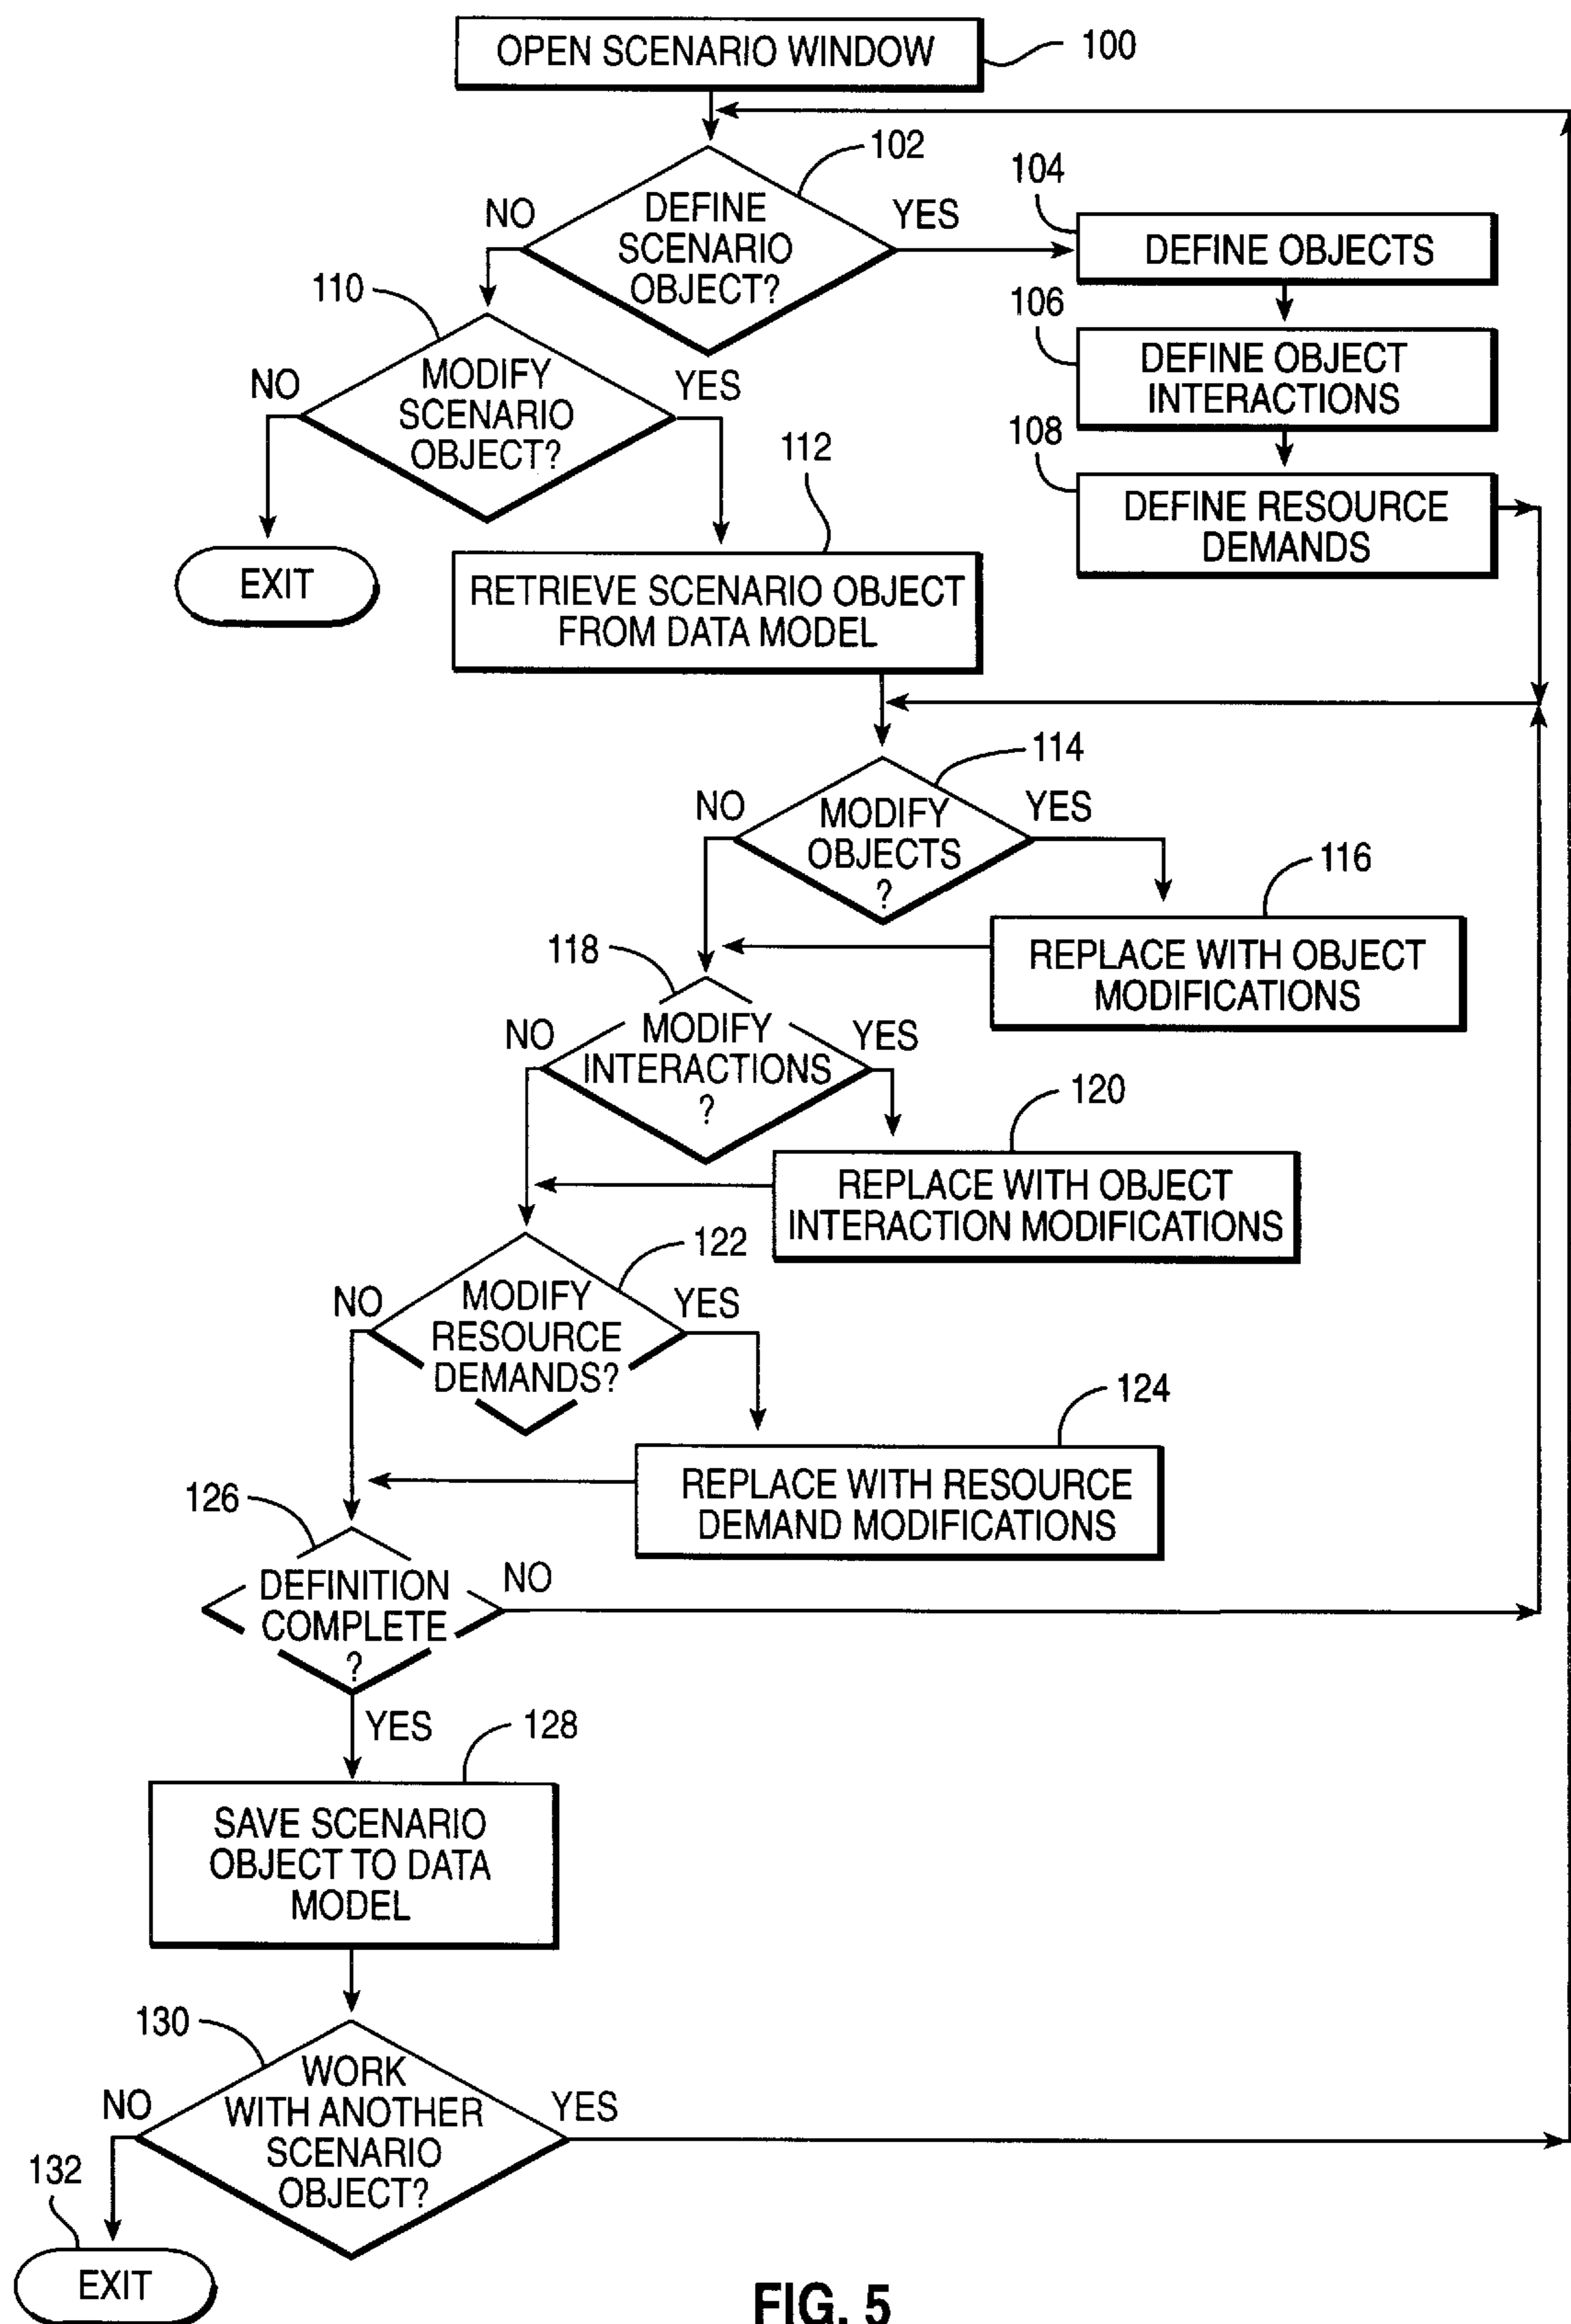 OPEN SCENARIO WINDOW
100
102
DEFINE
SCENARIO
OBJECT?
NO
YES
104
DEFINE OBJECTS
106
DEFINE OBJECT
INTERACTIONS
108
DEFINE RESOURCE
DEMANDS
110
MODIFY
SCENARIO
OBJECT?
NO
YES
EXIT
112
RETRIEVE SCENARIO OBJECT
FROM DATA MODEL
114
MODIFY
OBJECTS
?
NO
YES
116
REPLACE WITH OBJECT
MODIFICATIONS
118
MODIFY
INTERACTIONS
?
NO
YES
120
REPLACE WITH OBJECT
INTERACTION MODIFICATIONS
122
MODIFY
RESOURCE
DEMANDS?
NO
YES
124
REPLACE WITH RESOURCE
DEMAND MODIFICATIONS
126
DEFINITION
COMPLETE
?
NO
YES
128
SAVE SCENARIO
OBJECT TO DATA
MODEL
130
WORK
WITH ANOTHER
SCENARIO
OBJECT?
NO
YES
132
EXIT
FIG. 5